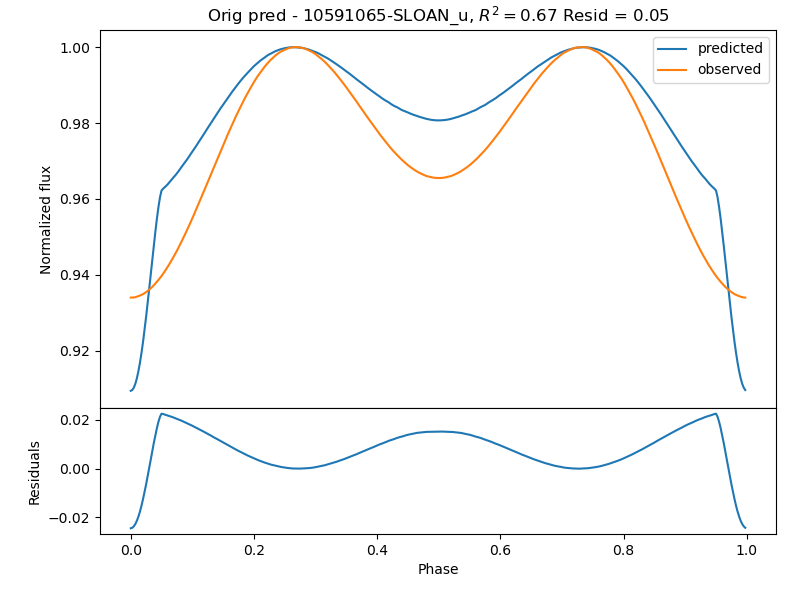 Orig pred - 10591065-SLOAN_u, R² = 0.67 Resid = 0.05
predicted
observed
Normalized flux
1.00
0.98
0.96
0.94
0.92
Residuals
0.02
0.00
−0.02
0.0 0.2 0.4 0.6 0.8 1.0
Phase